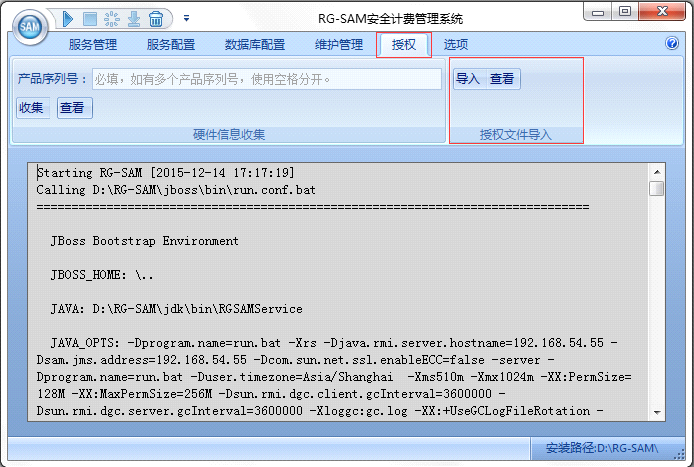 SAM
RG-SAM安全计费管理系统
服务管理 服务配置 数据库配置 维护管理 授权 选项
产品序列号： 必填，如有多个产品序列号，使用空格分开。
收集 查看
硬件信息收集
导入 查看
授权文件导入
Starting RG-SAM [2015-12-14 17:17:19]
Calling D:\RG-SAM\jboss\bin\run.conf.bat
===============================================================================
JBoss Bootstrap Environment
JBOSS_HOME: \..
JAVA: D:\RG-SAM\jdk\bin\RGSAMService
JAVA_OPTS: -Dprogram.name=run.bat -Xrs -Djava.rmi.server.hostname=192.168.54.55 -
Dsam.jms.address=192.168.54.55 -Dcom.sun.net.ssl.enableECC=false -server -
Dprogram.name=run.bat -Duser.timezone=Asia/Shanghai  -Xms510m -Xmx1024m -XX:PermSize=
128M -XX:MaxPermSize=256M -Dsun.rmi.dgc.client.gcInterval=3600000 -
Dsun.rmi.dgc.server.gcInterval=3600000 -Xloggc:gc.log -XX:+UseGCLogFileRotation -
安装路径:D:\RG-SAM\